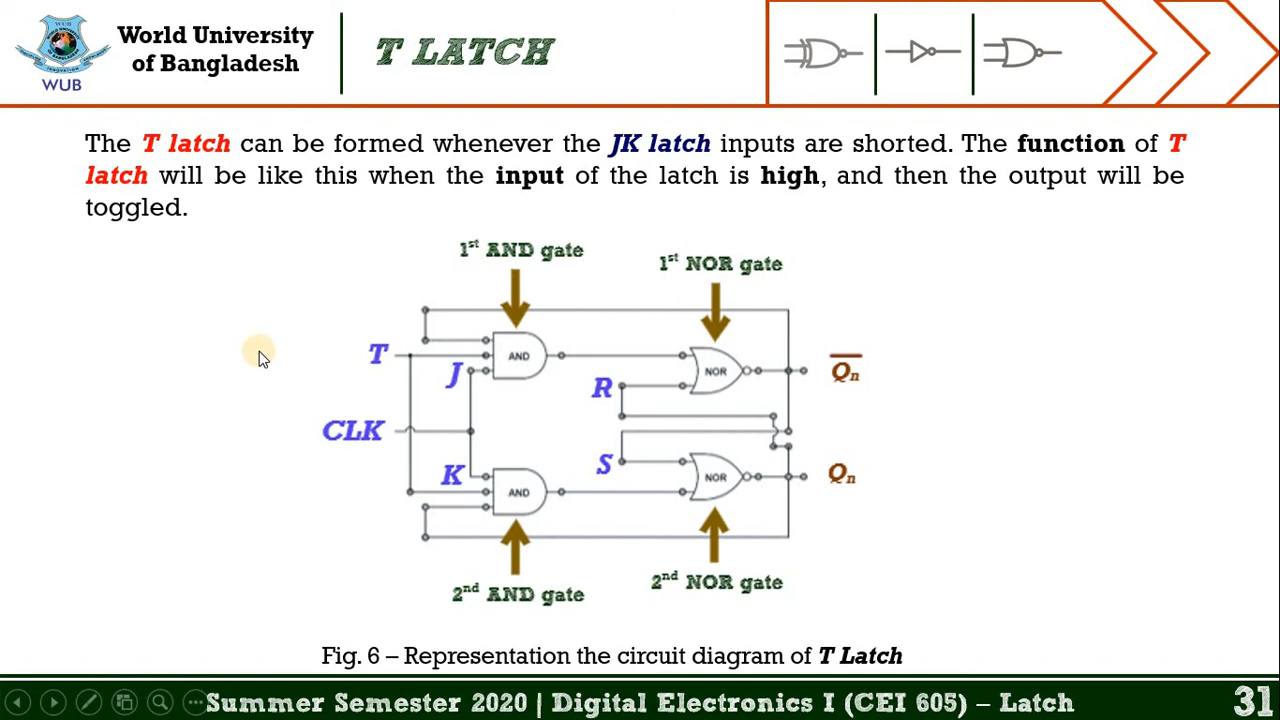 World University
of Bangladesh
WUB
WUB
T LATCH
The T latch can be formed whenever the JK latch inputs are shorted. The function of T
latch will be like this when the input of the latch is high, and then the output will be
toggled.
1st AND gate
1st NOR gate
T
J
AND
NOR
Qn
R
CLK
K
S
AND
NOR
Qn
2nd AND gate
2nd NOR gate
Fig. 6 – Representation the circuit diagram of T Latch
Summer Semester 2020 | Digital Electronics I (CEI 605) – Latch
31